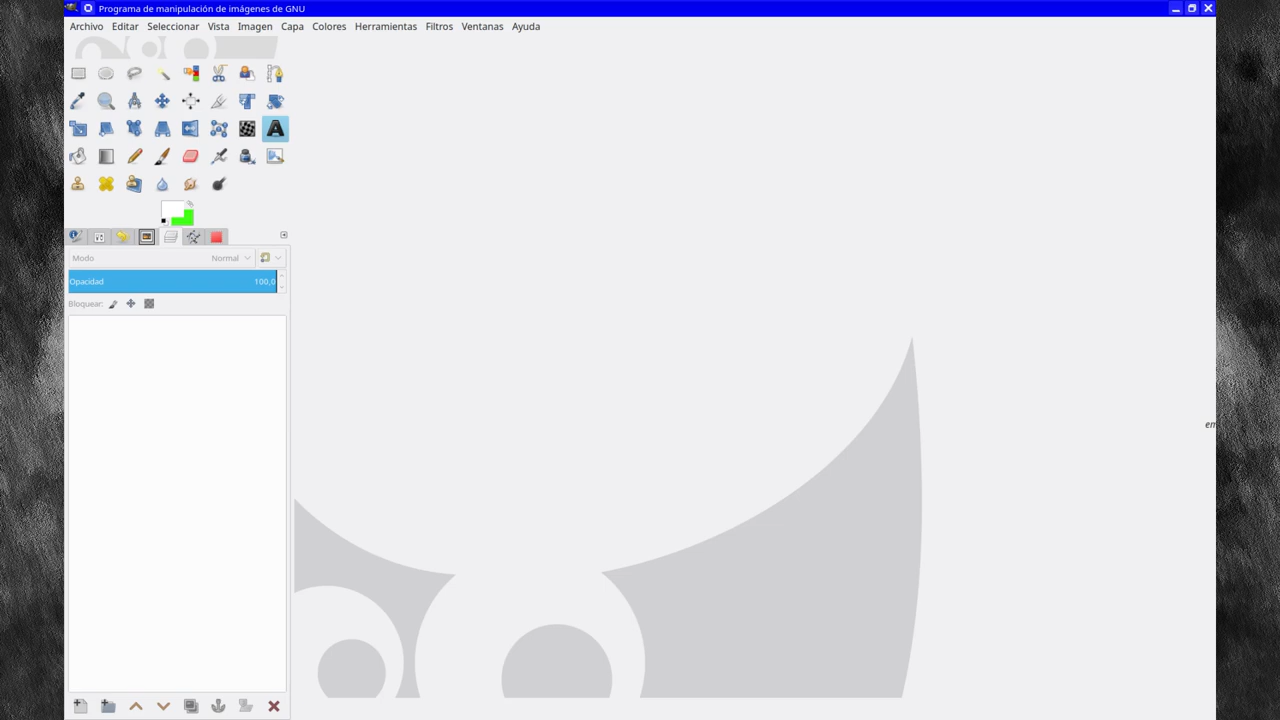 Programa de manipulación de imágenes de GNU
Archivo Editar Seleccionar Vista Imagen Capa Colores Herramientas Filtros Ventanas Ayuda
Modo Normal
Opacidad 100,0
Bloquear:
em